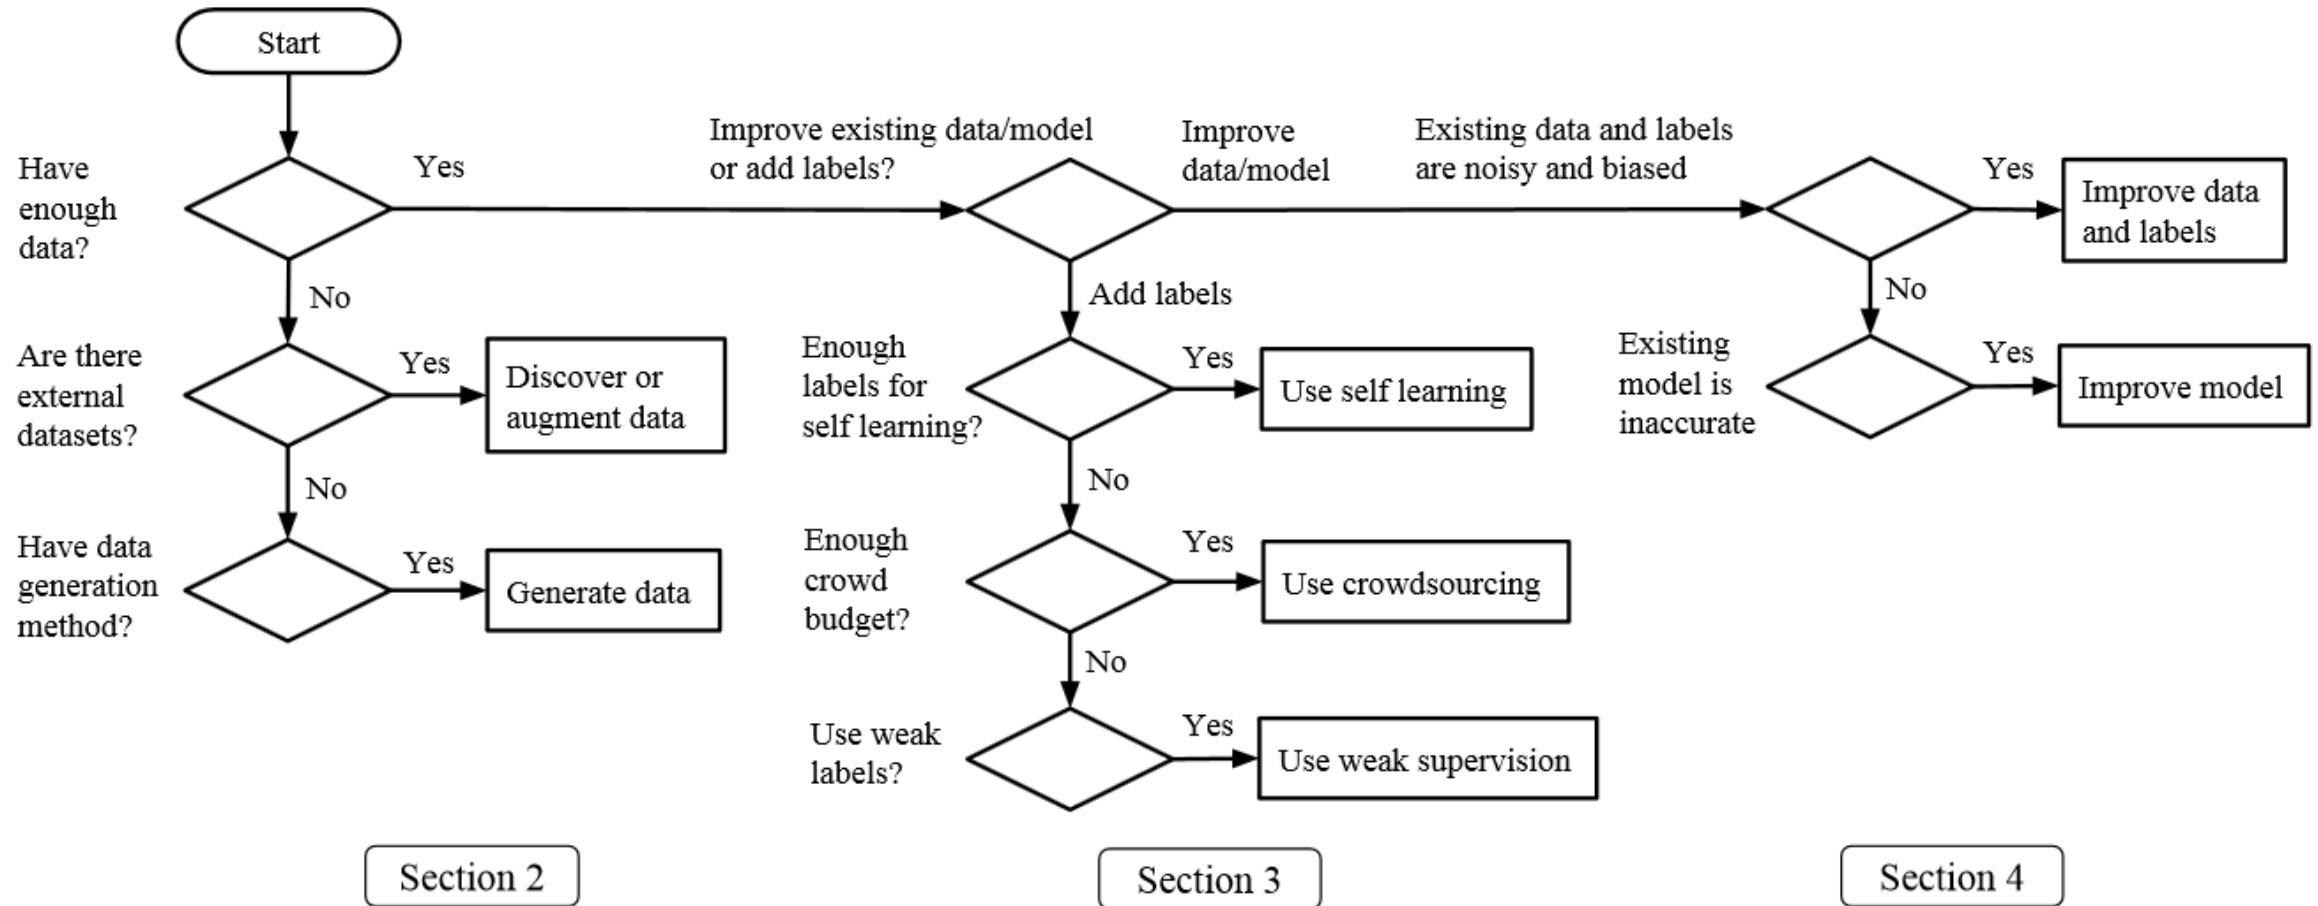 Start
Have
enough
data?
Yes
No
Are there
external
datasets?
Yes
Discover or
augment data
No
Have data
generation
method?
Yes
Generate data
Section 2
Improve existing data/model
or add labels?
Improve
data/model
Add labels
Enough
labels for
self learning?
Yes
Use self learning
No
Enough
crowd
budget?
Yes
Use crowdsourcing
No
Use weak
labels?
Yes
Use weak supervision
Section 3
Existing data and labels
are noisy and biased
Yes
Improve data
and labels
No
Existing
model is
inaccurate
Yes
Improve model
Section 4